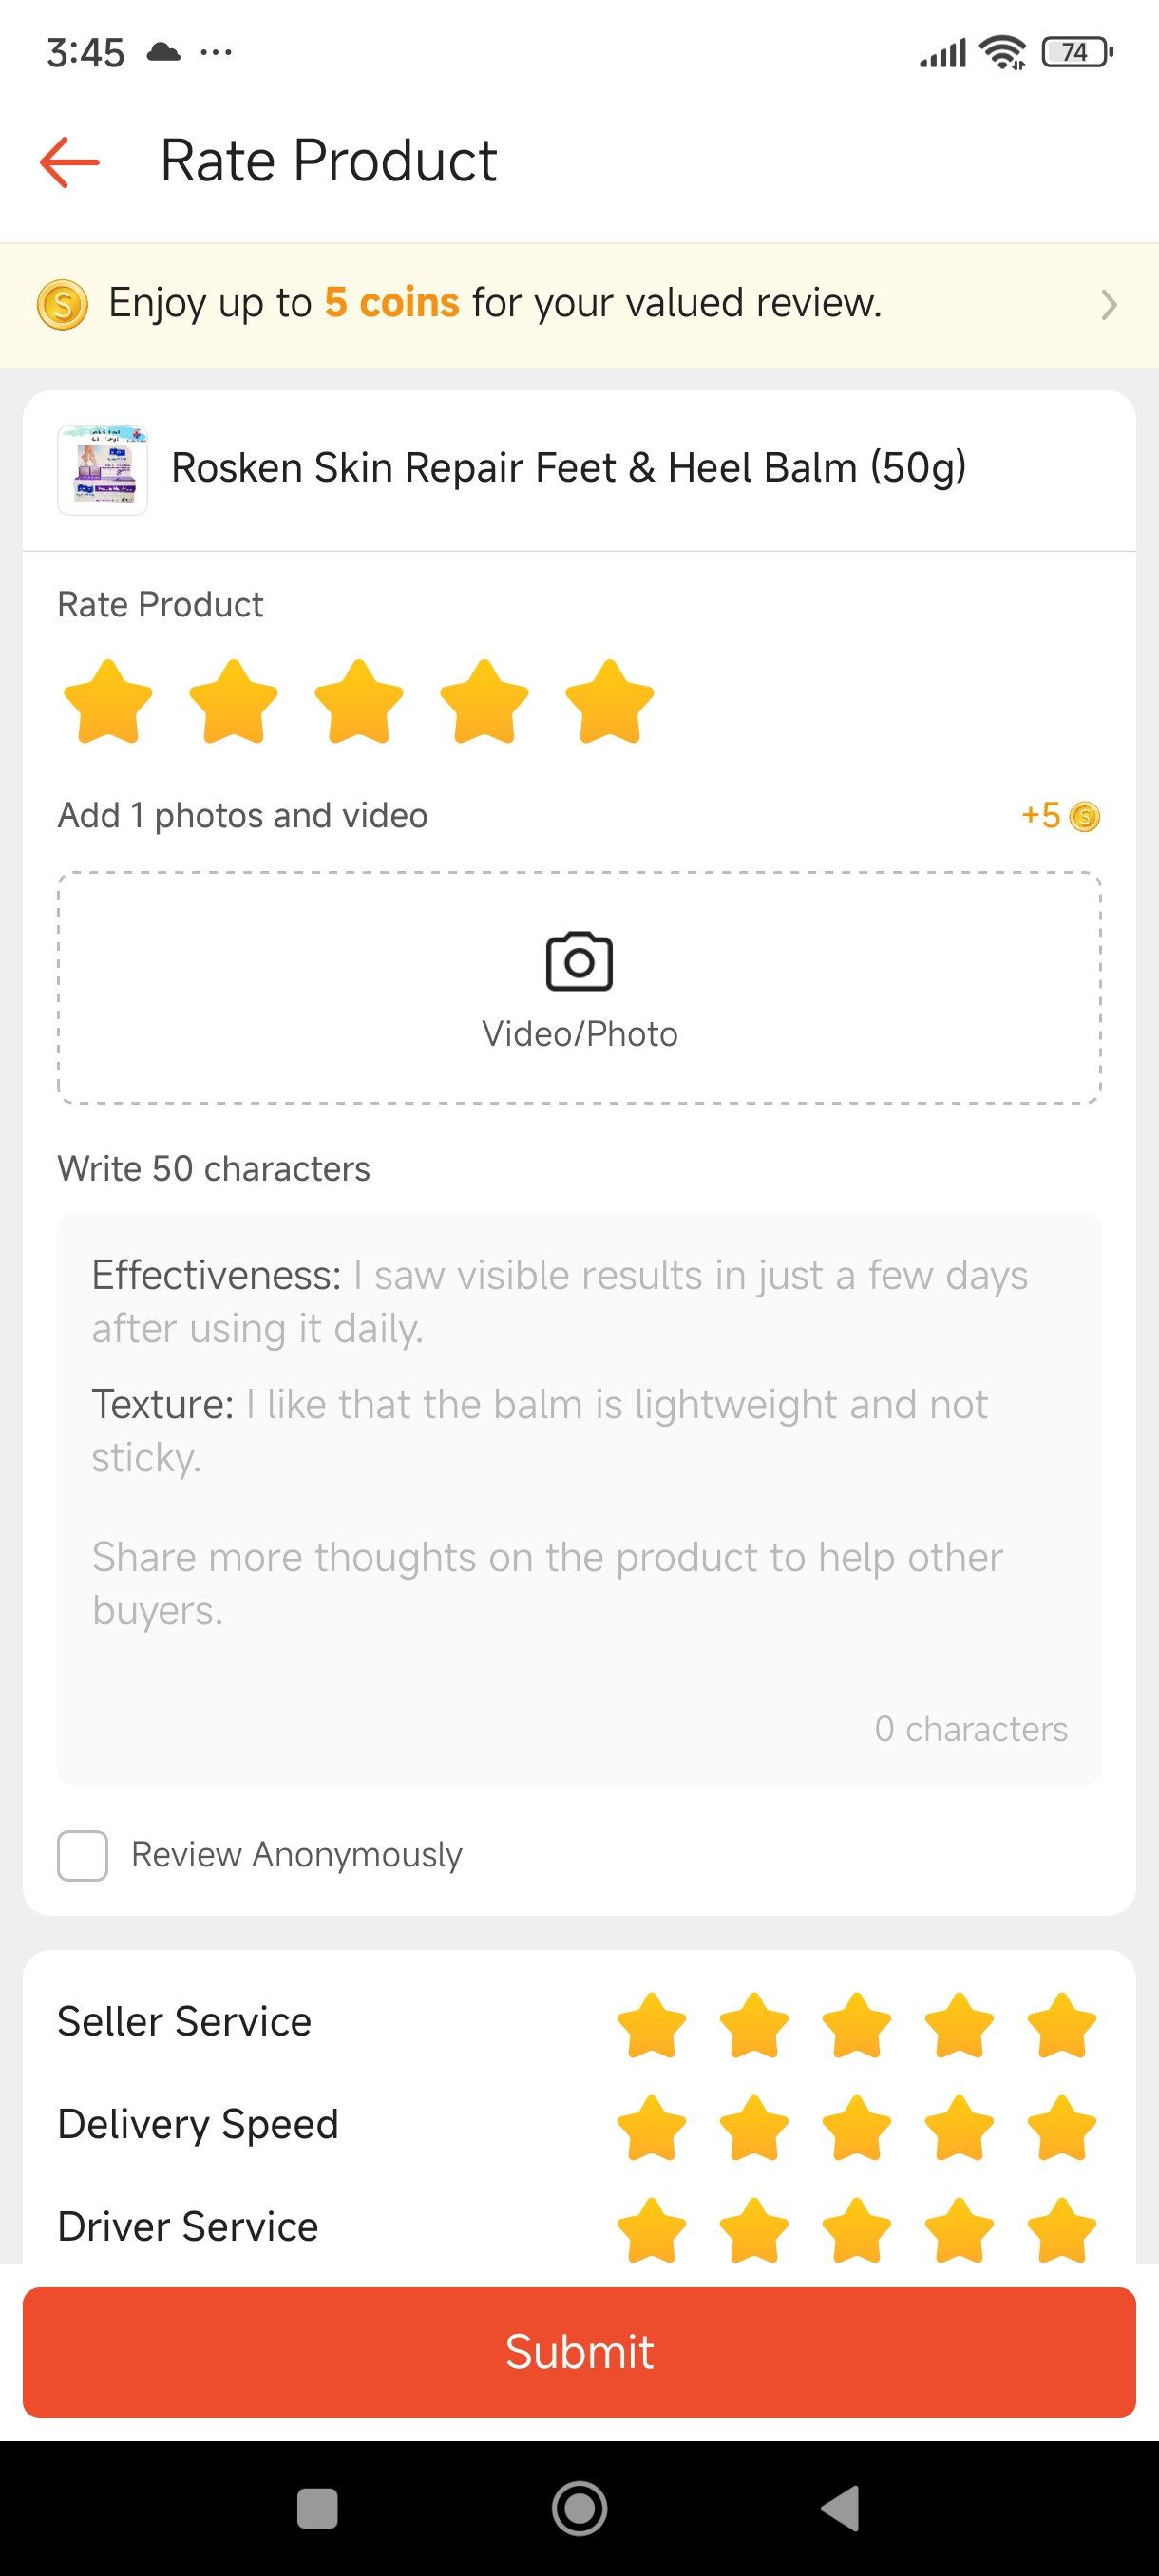 3:45
74
Rate Product
Enjoy up to 5 coins for your valued review.
Rosken Skin Repair Feet & Heel Balm (50g)
Rate Product
Add 1 photos and video
+5
Video/Photo
Write 50 characters
Effectiveness: I saw visible results in just a few days
after using it daily.
Texture: I like that the balm is lightweight and not
sticky.
Share more thoughts on the product to help other
buyers.
0 characters
Review Anonymously
Seller Service
Delivery Speed
Driver Service
Submit